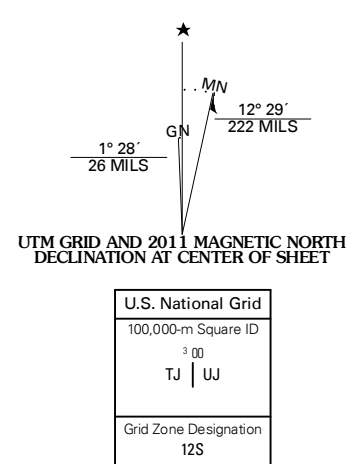 ★
MN
12° 29´
222 MILS
GN
1° 28´
26 MILS
UTM GRID AND 2011 MAGNETIC NORTH
DECLINATION AT CENTER OF SHEET
U.S. National Grid
100,000-m Square ID
3 00
TJ | UJ
Grid Zone Designation
12S